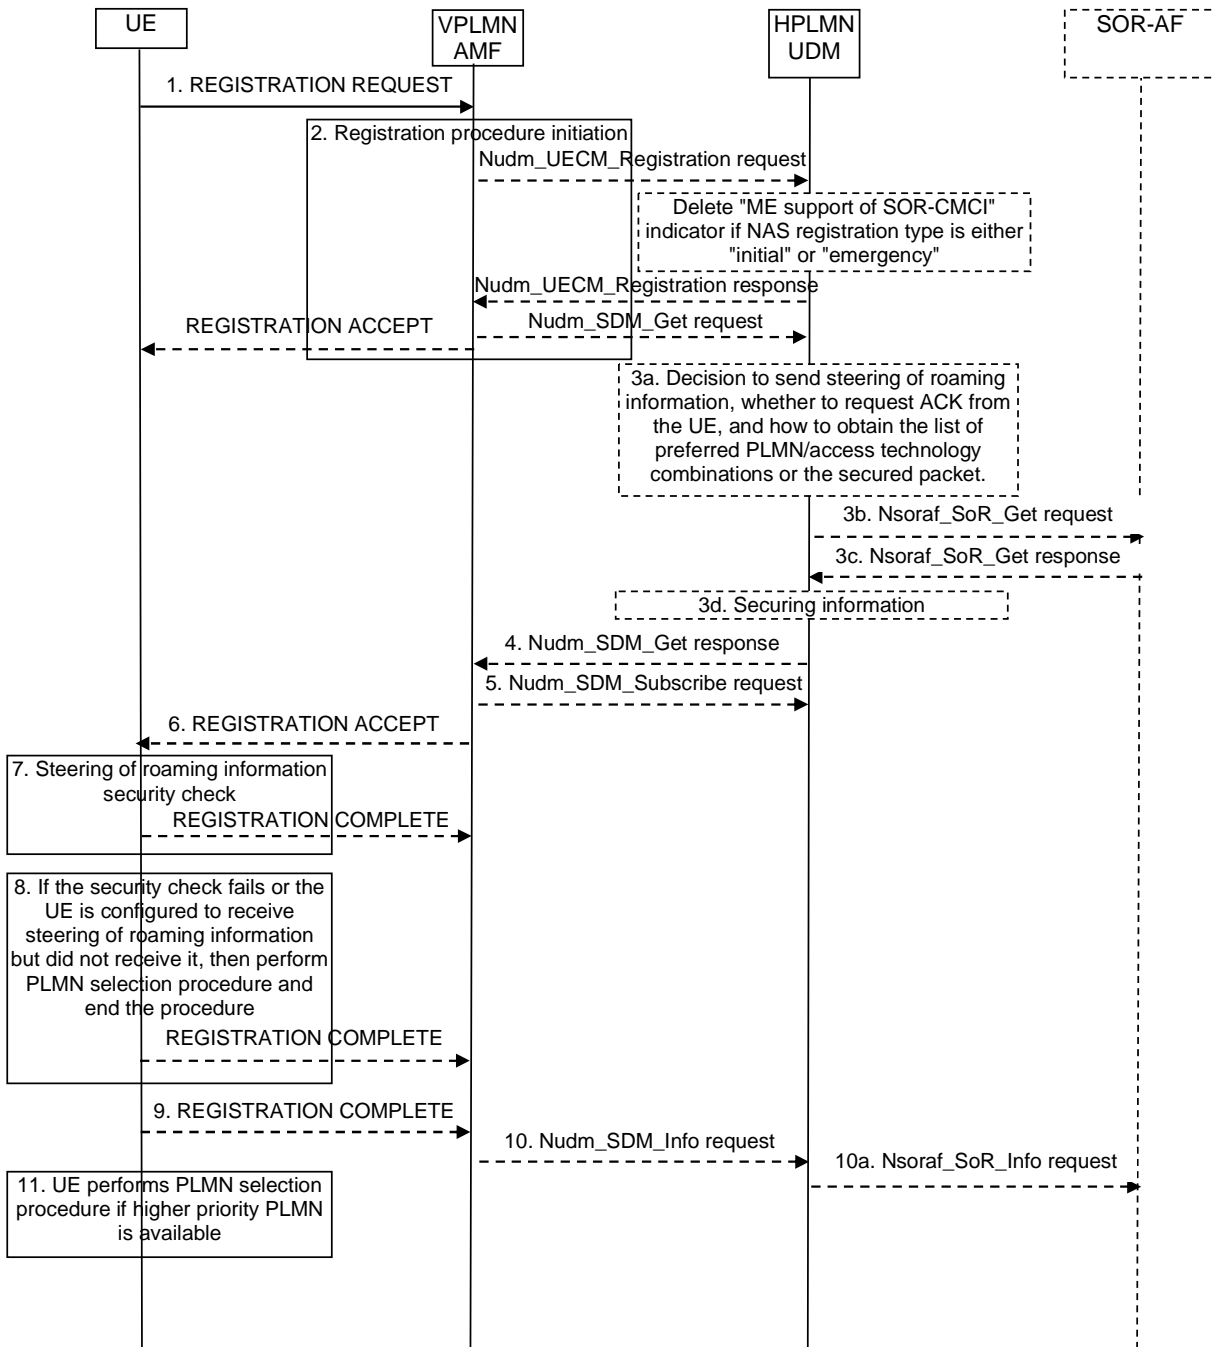 UE
VPLMN
AMF
HPLMN
UDM
SOR-AF
1. REGISTRATION REQUEST
2. Registration procedure initiation
Nudm_UECM_Registration request
Delete "ME support of SOR-CMCI"
indicator if NAS registration type is either
"initial" or "emergency"
Nudm_UECM_Registration response
REGISTRATION ACCEPT
Nudm_SDM_Get request
3a. Decision to send steering of roaming
information, whether to request ACK from
the UE, and how to obtain the list of
preferred PLMN/access technology
combinations or the secured packet.
3b. Nsoraf_SoR_Get request
3c. Nsoraf_SoR_Get response
3d. Securing information
4. Nudm_SDM_Get response
5. Nudm_SDM_Subscribe request
6. REGISTRATION ACCEPT
7. Steering of roaming information
security check
REGISTRATION COMPLETE
8. If the security check fails or the
UE is configured to receive
steering of roaming information
but did not receive it, then perform
PLMN selection procedure and
end the procedure
REGISTRATION COMPLETE
9. REGISTRATION COMPLETE
10. Nudm_SDM_Info request
10a. Nsoraf_SoR_Info request
11. UE performs PLMN selection
procedure if higher priority PLMN
is available